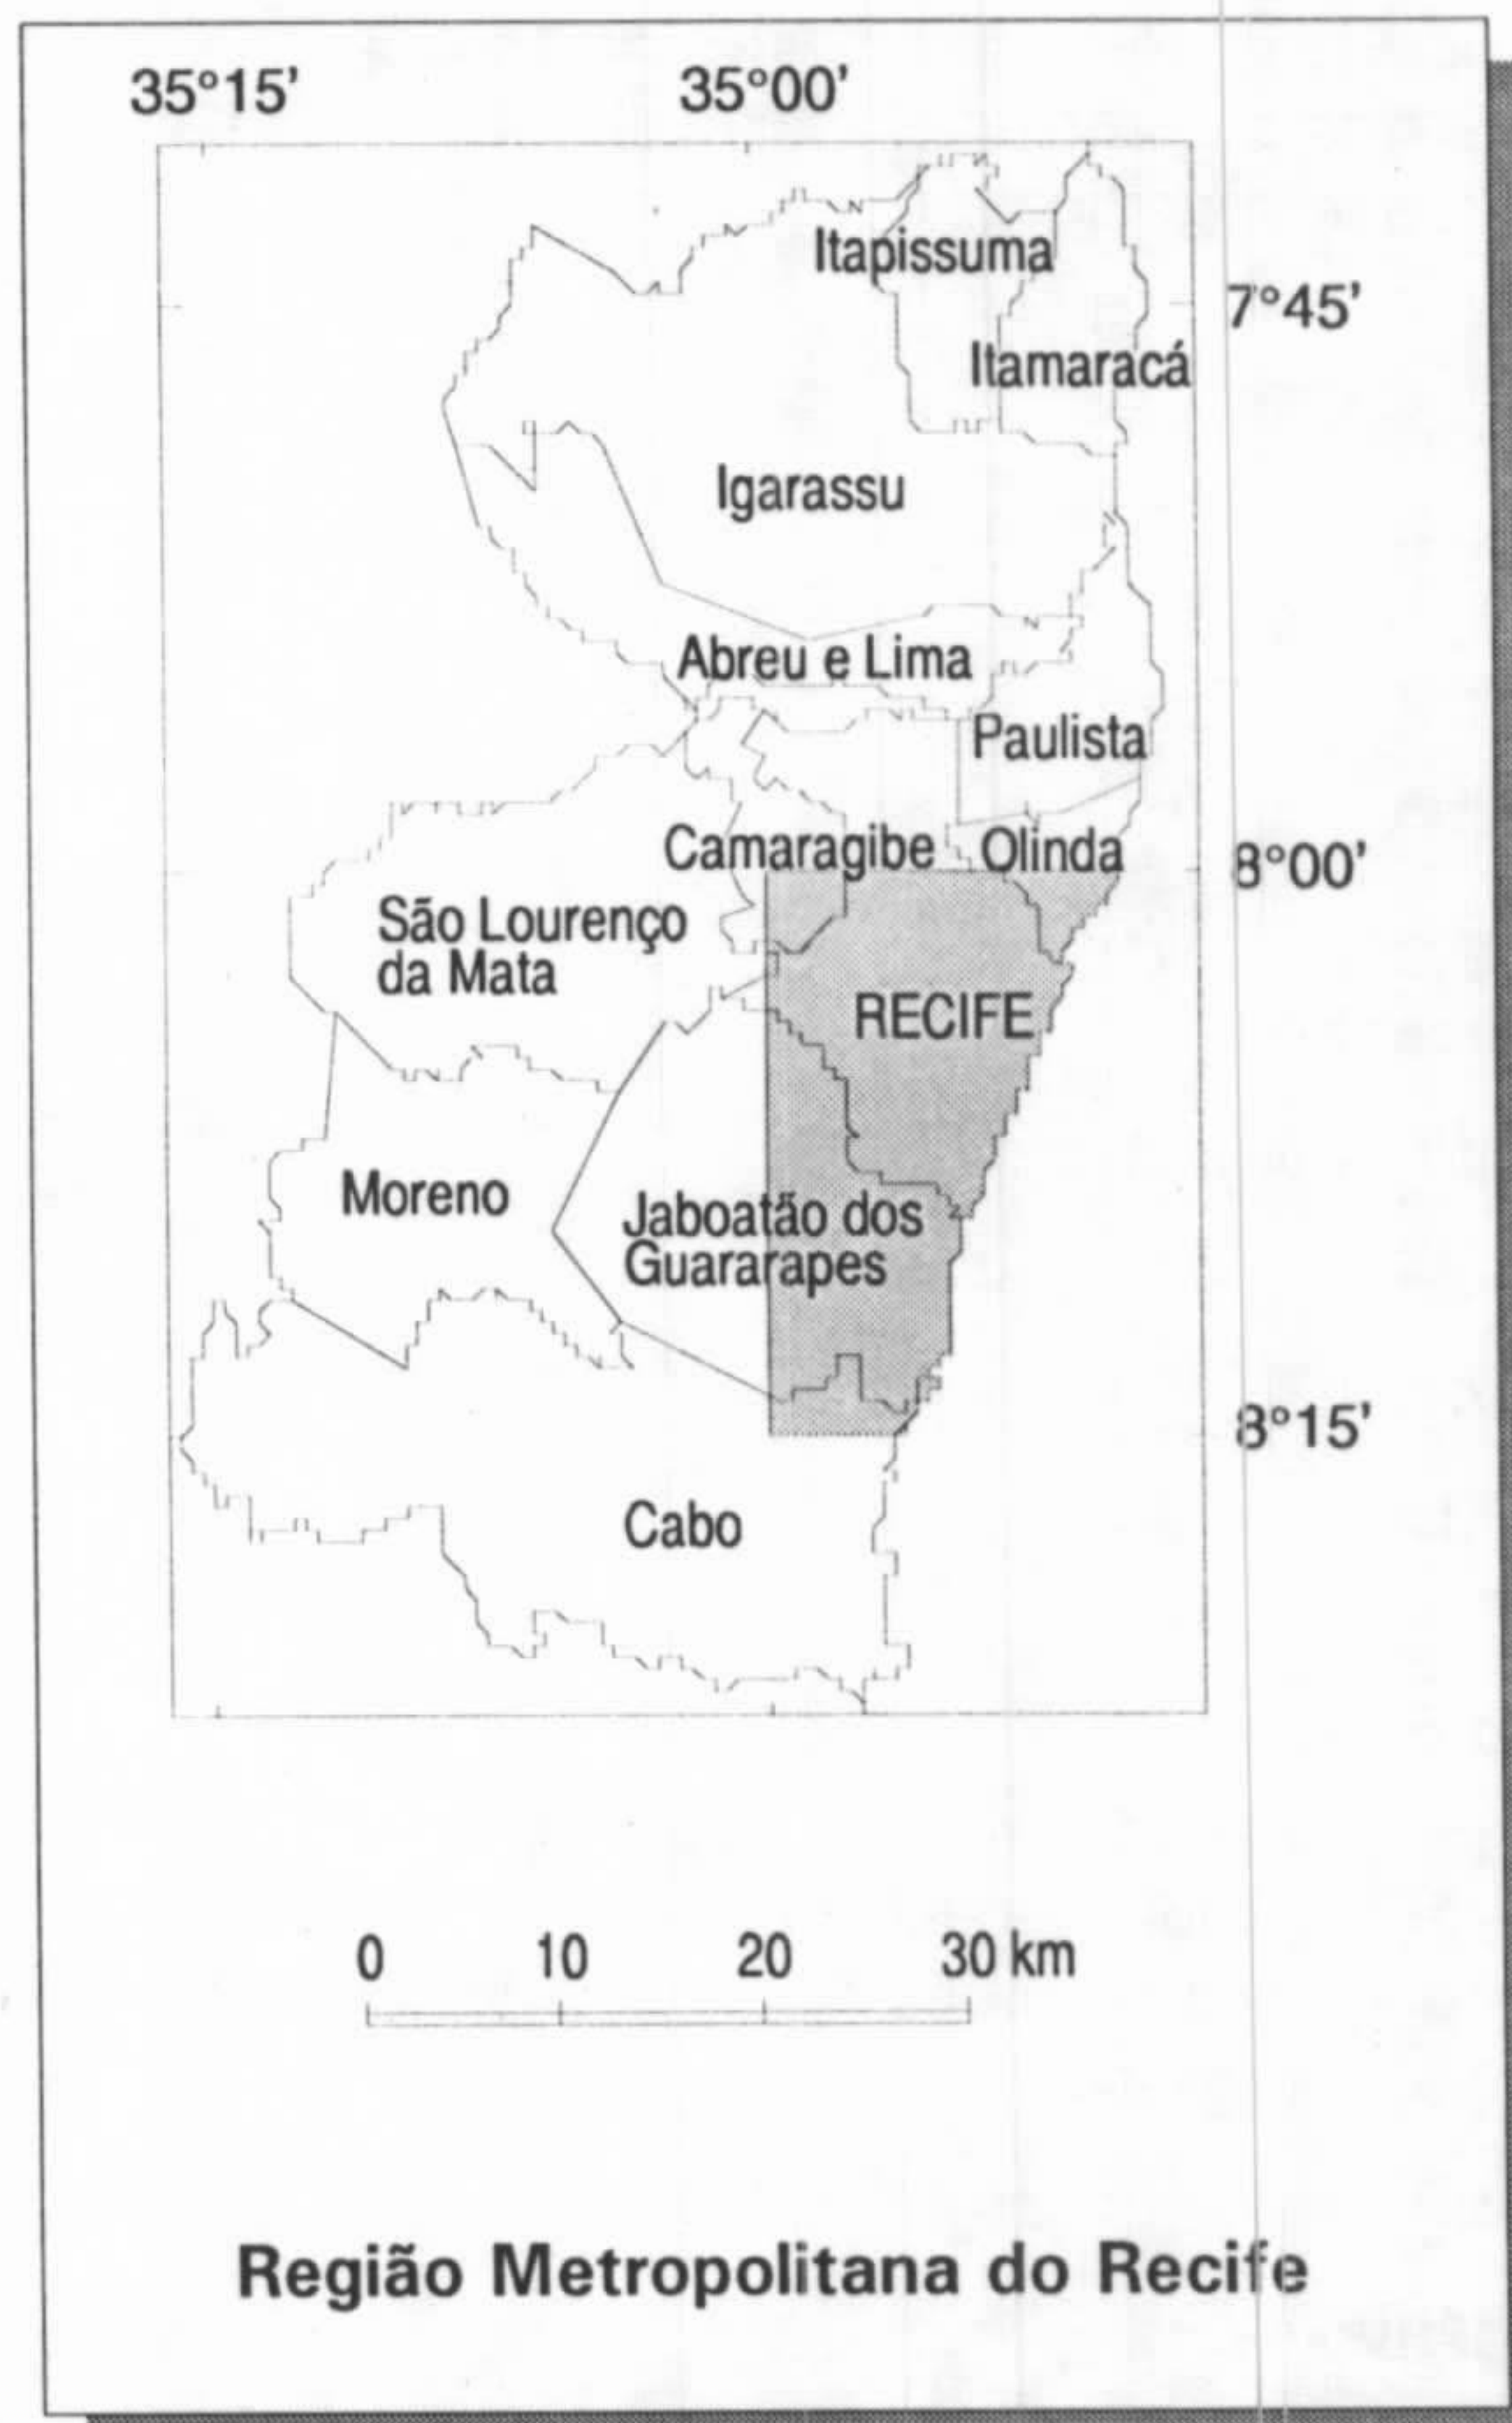 35°15' 35°00'
Itapissuma
7°45'
Itamaracá
Igarassu
Abreu e Lima
Paulista
Camaragibe Olinda 8°00'
São Lourenço
da Mata
RECIFE
Moreno
Jaboatão dos
Guararapes
8°15'
Cabo
0 10 20 30 km
Região Metropolitana do Recife